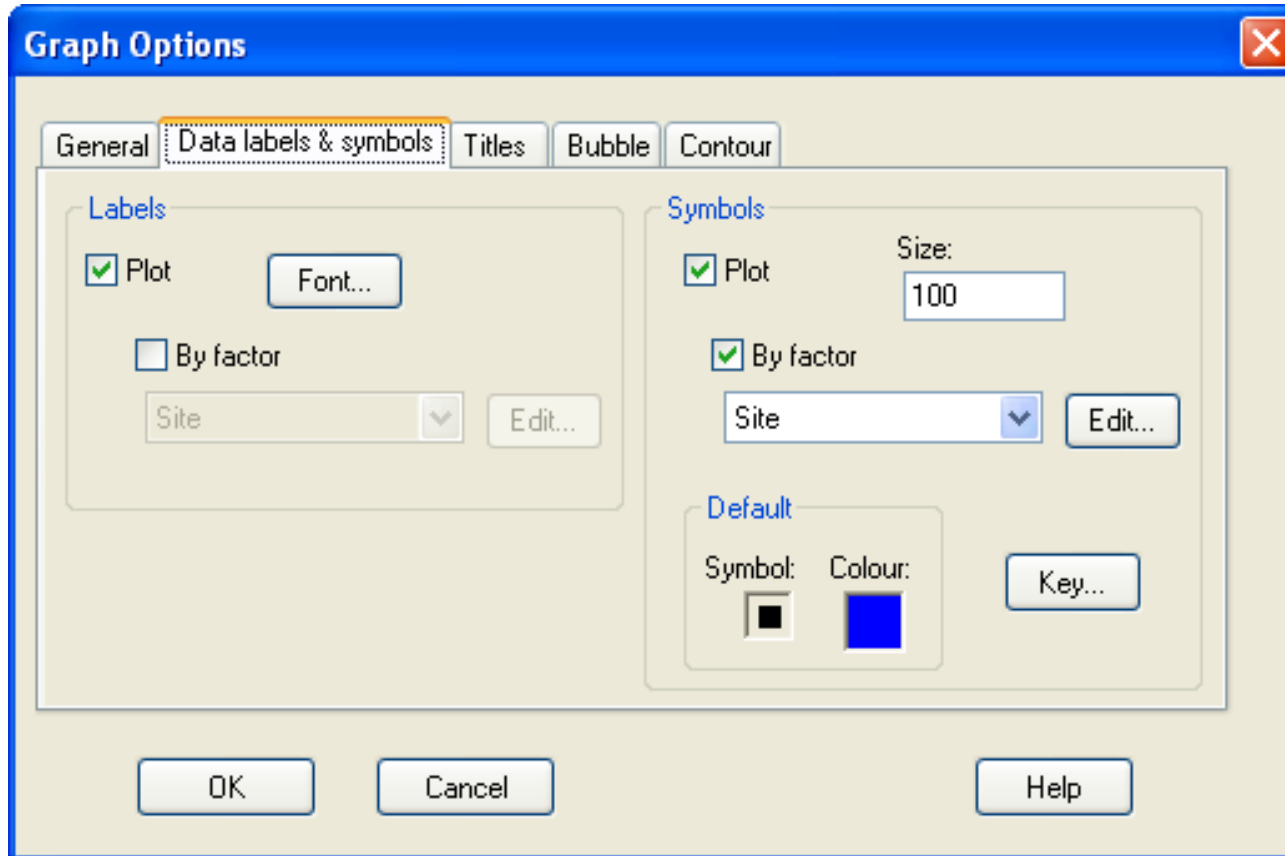 Graph Options
General Data labels & symbols Titles Bubble Contour
Labels
Plot
Font...
By factor
Site
Edit...
Symbols
Plot
Size:
100
By factor
Site
Edit...
Default
Symbol: Colour:
Key...
OK
Cancel
Help